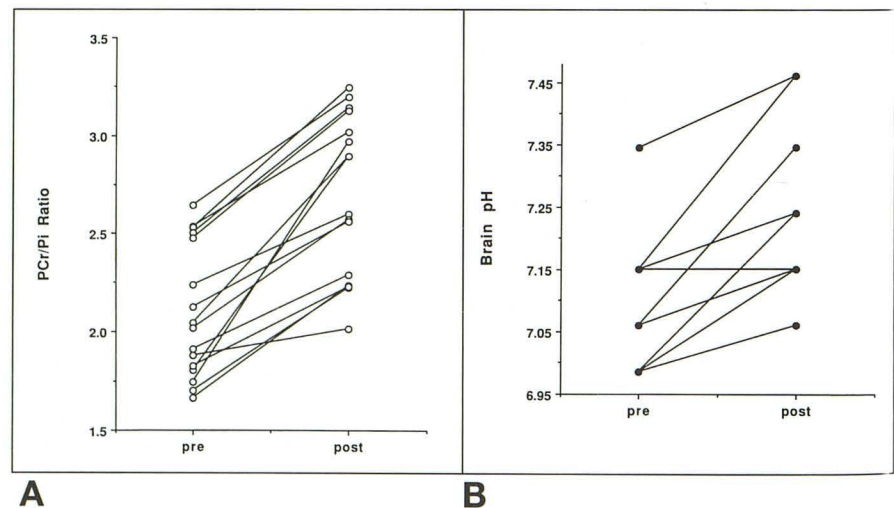 3.5
3.0
2.5
2.0
1.5
PCr/Pi Ratio
pre
post
A
7.45
7.35
7.25
7.15
7.05
6.95
Brain pH
pre
post
B